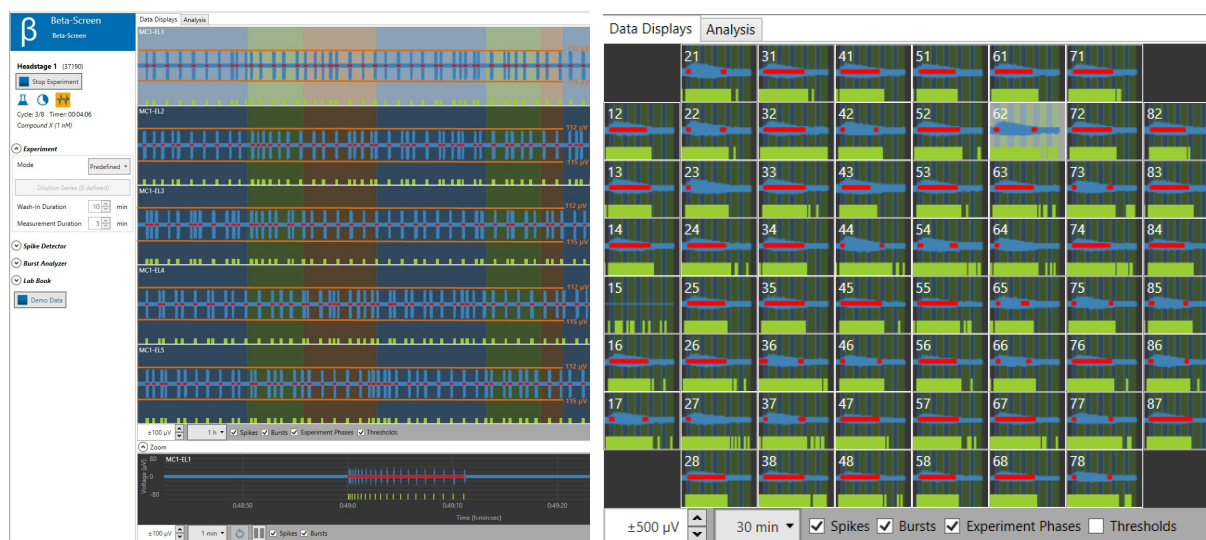 β
Beta-Screen
Beta-Screen
Headstage 1 (37190)
Stop Experiment
Cycle: 3/8 Timer: 00:04:06
Compound X (1 nM)
Experiment
Mode
Predefined
Dilution Series (8 defined)
Wash-In Duration 10 min
Measurement Duration 5 min
Spike Detector
Burst Analyzer
Lab Book
Demo Data
Data Displays Analysis
MC1-EL1
112 µV
-115 µV
MC1-EL2
112 µV
-115 µV
MC1-EL3
112 µV
-115 µV
MC1-EL4
112 µV
-115 µV
MC1-EL5
112 µV
-115 µV
±100 µV 1 h Spikes Bursts Experiment Phases Thresholds
Zoom
MC1-EL1
Voltage (µV)
80
0
-80
0:48:50 0:49:0 0:49:10 0:49:20
Time (h:min:sec)
±100 µV 1 min Spikes Bursts
Data Displays Analysis
21 31 41 51 61 71
12 22 32 42 52 62 72 82
13 23 33 43 53 63 73 83
14 24 34 44 54 64 74 84
15 25 35 45 55 65 75 85
16 26 36 46 56 66 76 86
17 27 37 47 57 67 77 87
28 38 48 58 68 78
±500 µV 30 min Spikes Bursts Experiment Phases Thresholds